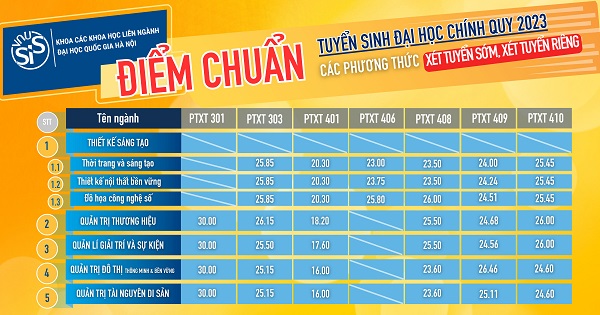 VNU SIS
KHOA CÁC KHOA HỌC LIÊN NGÀNH
ĐẠI HỌC QUỐC GIA HÀ NỘI
ĐIỂM CHUẨN
TUYỂN SINH ĐẠI HỌC CHÍNH QUY 2023
CÁC PHƯƠNG THỨC XÉT TUYỂN SỚM, XÉT TUYỂN RIÊNG
STT Tên ngành PTXT 301 PTXT 303 PTXT 401 PTXT 406 PTXT 408 PTXT 409 PTXT 410
1 THIẾT KẾ SÁNG TẠO
1.1 Thời trang và sáng tạo 25.85 20.30 23.00 23.50 24.00 25.45
1.2 Thiết kế nội thất bền vững 25.85 20.30 23.75 23.50 24.24 25.45
1.3 Đồ họa công nghệ số 25.85 20.30 25.80 26.00 24.51 25.45
2 QUẢN TRỊ THƯƠNG HIỆU 30.00 26.15 18.20 25.50 24.68 26.00
3 QUẢN LÍ GIẢI TRÍ VÀ SỰ KIỆN 30.00 25.50 17.60 25.50 24.56 26.00
4 QUẢN TRỊ ĐÔ THỊ THÔNG MINH & BỀN VỮNG 30.00 25.15 16.00 23.60 26.46 24.60
5 QUẢN TRỊ TÀI NGUYÊN DI SẢN 30.00 25.15 16.00 23.60 25.11 24.60